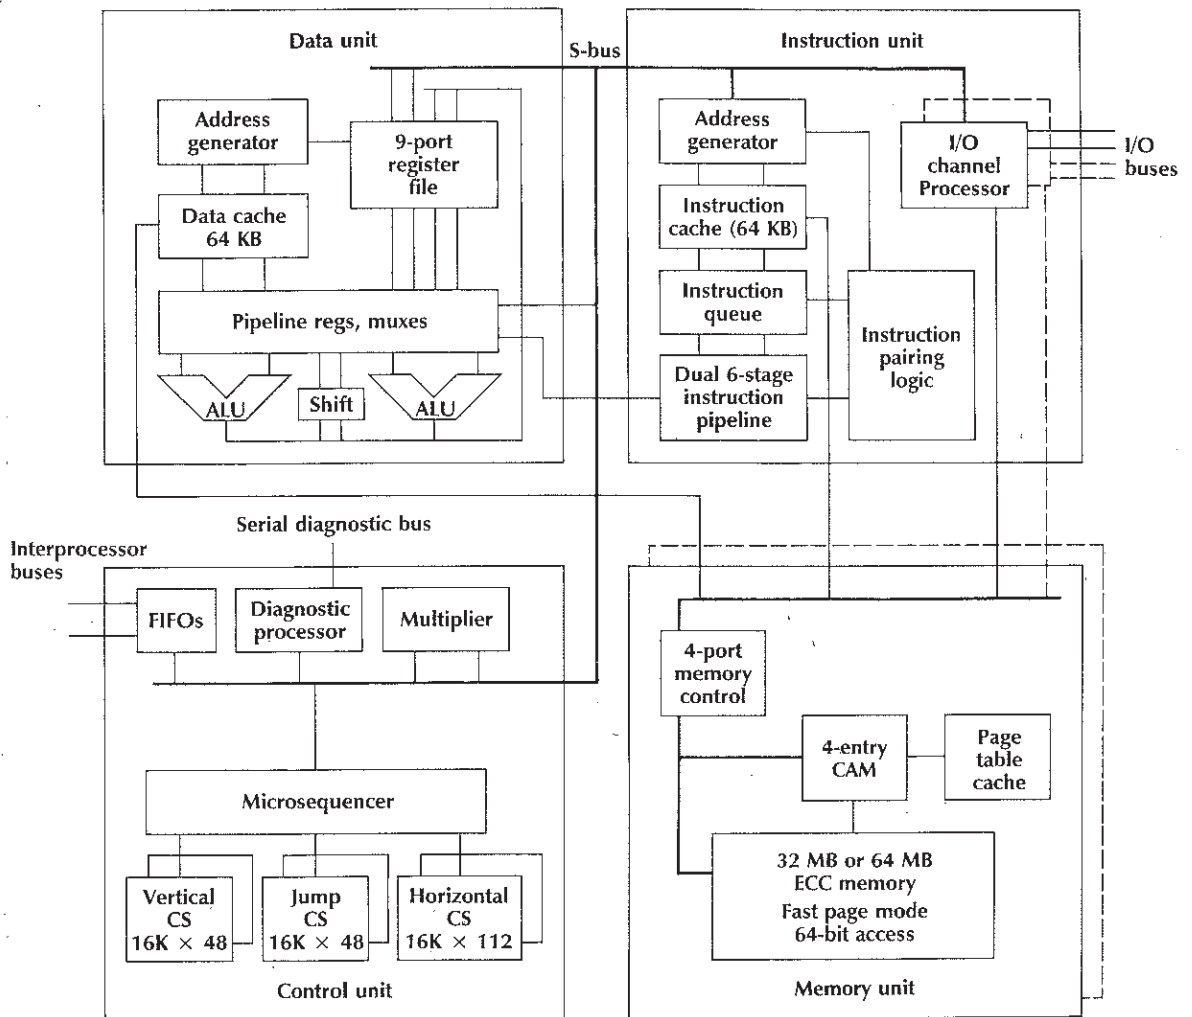 Data unit
S-bus
Instruction unit
Address
generator
9-port
register
file
Data cache
64 KB
Pipeline regs, muxes
ALU
Shift
ALU
Address
generator
Instruction
cache (64 KB)
Instruction
queue
Dual 6-stage
instruction
pipeline
Instruction
pairing
logic
I/O
channel
Processor
I/O
buses
Serial diagnostic bus
Interprocessor
buses
FIFOs
Diagnostic
processor
Multiplier
Microsequencer
Vertical
CS
16K × 48
Jump
CS
16K × 48
Horizontal
CS
16K × 112
Control unit
4-port
memory
control
4-entry
CAM
Page
table
cache
32 MB or 64 MB
ECC memory
Fast page mode
64-bit access
Memory unit